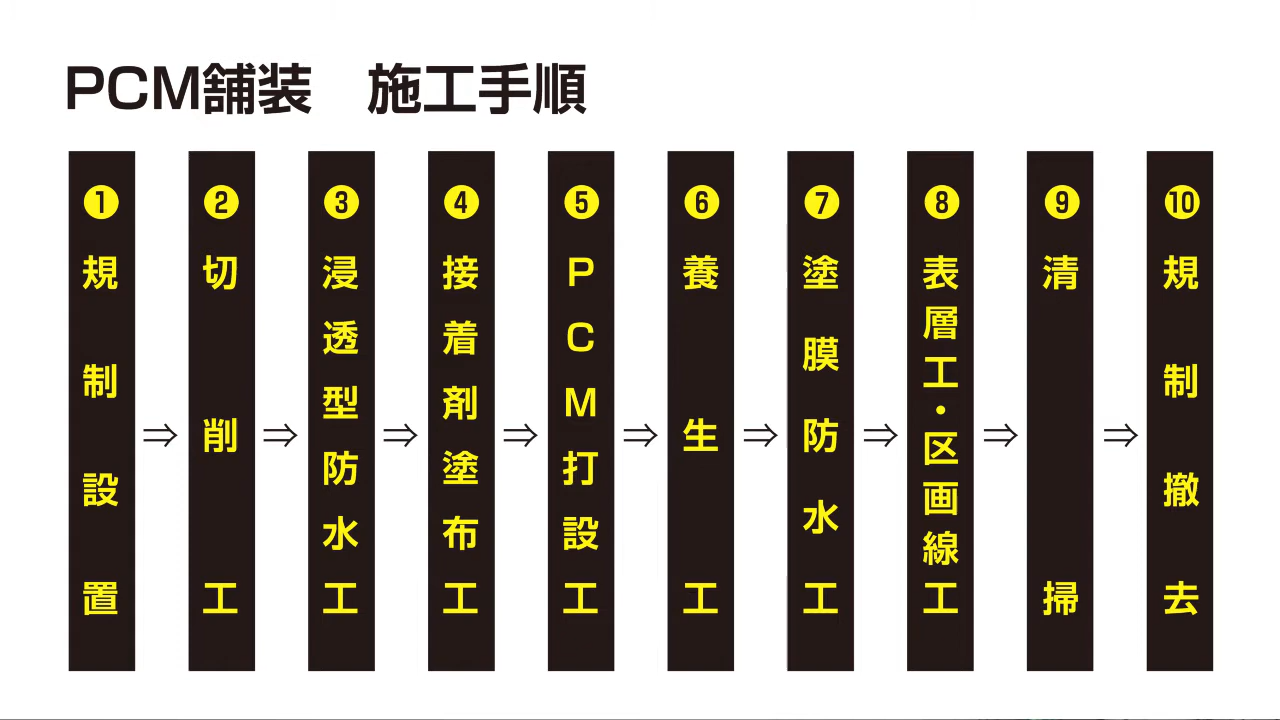 PCM舗装　施工手順
❶規制設置
⇒
❷切削工
⇒
❸浸透型防水工
⇒
❹接着剤塗布工
⇒
❺PCM打設工
⇒
❻養生工
⇒
❼塗膜防水工
⇒
❽表層工・区画線工
⇒
❾清掃
⇒
❿規制撤去